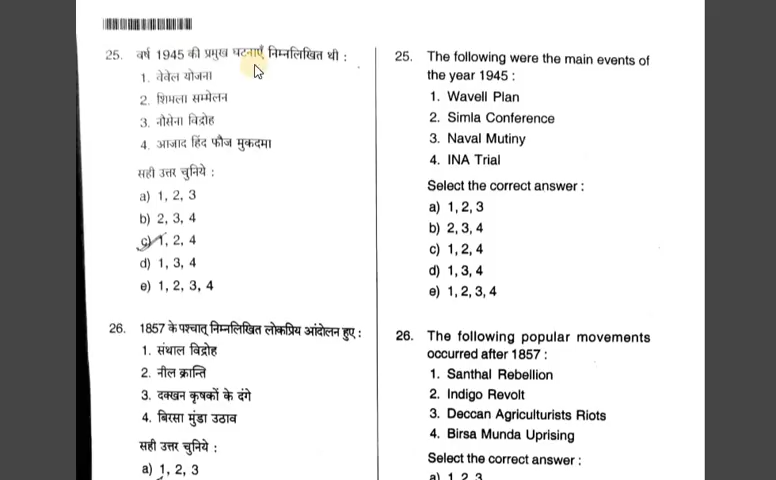 25. वर्ष 1945 की प्रमुख घटनाएँ निम्नलिखित थी :
1. वेवेल योजना
2. शिमला सम्मेलन
3. नौसेना विद्रोह
4. आजाद हिंद फौज मुकदमा
सही उत्तर चुनिये :
a) 1, 2, 3
b) 2, 3, 4
c) 1, 2, 4
d) 1, 3, 4
e) 1, 2, 3, 4
26. 1857 के पश्चात् निम्नलिखित लोकप्रिय आंदोलन हुए :
1. संथाल विद्रोह
2. नील क्रान्ति
3. दक्खन कृषकों के दंगे
4. बिरसा मुंडा उठाव
सही उत्तर चुनिये :
a) 1, 2, 3
25. The following were the main events of
the year 1945 :
1. Wavell Plan
2. Simla Conference
3. Naval Mutiny
4. INA Trial
Select the correct answer :
a) 1, 2, 3
b) 2, 3, 4
c) 1, 2, 4
d) 1, 3, 4
e) 1, 2, 3, 4
26. The following popular movements
occurred after 1857 :
1. Santhal Rebellion
2. Indigo Revolt
3. Deccan Agriculturists Riots
4. Birsa Munda Uprising
Select the correct answer :
a) 1, 2, 3